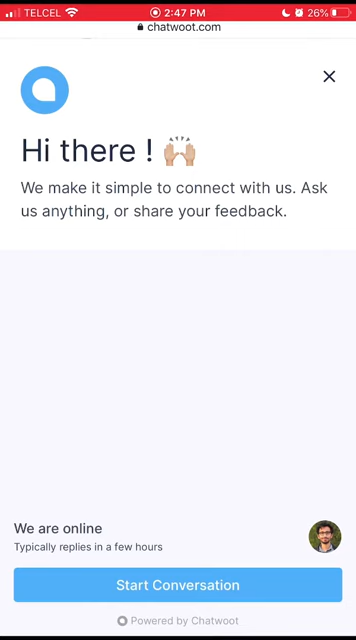 TELCEL 2:47 PM 26%
chatwoot.com
Hi there ! 🙌
We make it simple to connect with us. Ask
us anything, or share your feedback.
We are online
Typically replies in a few hours
Start Conversation
Powered by Chatwoot